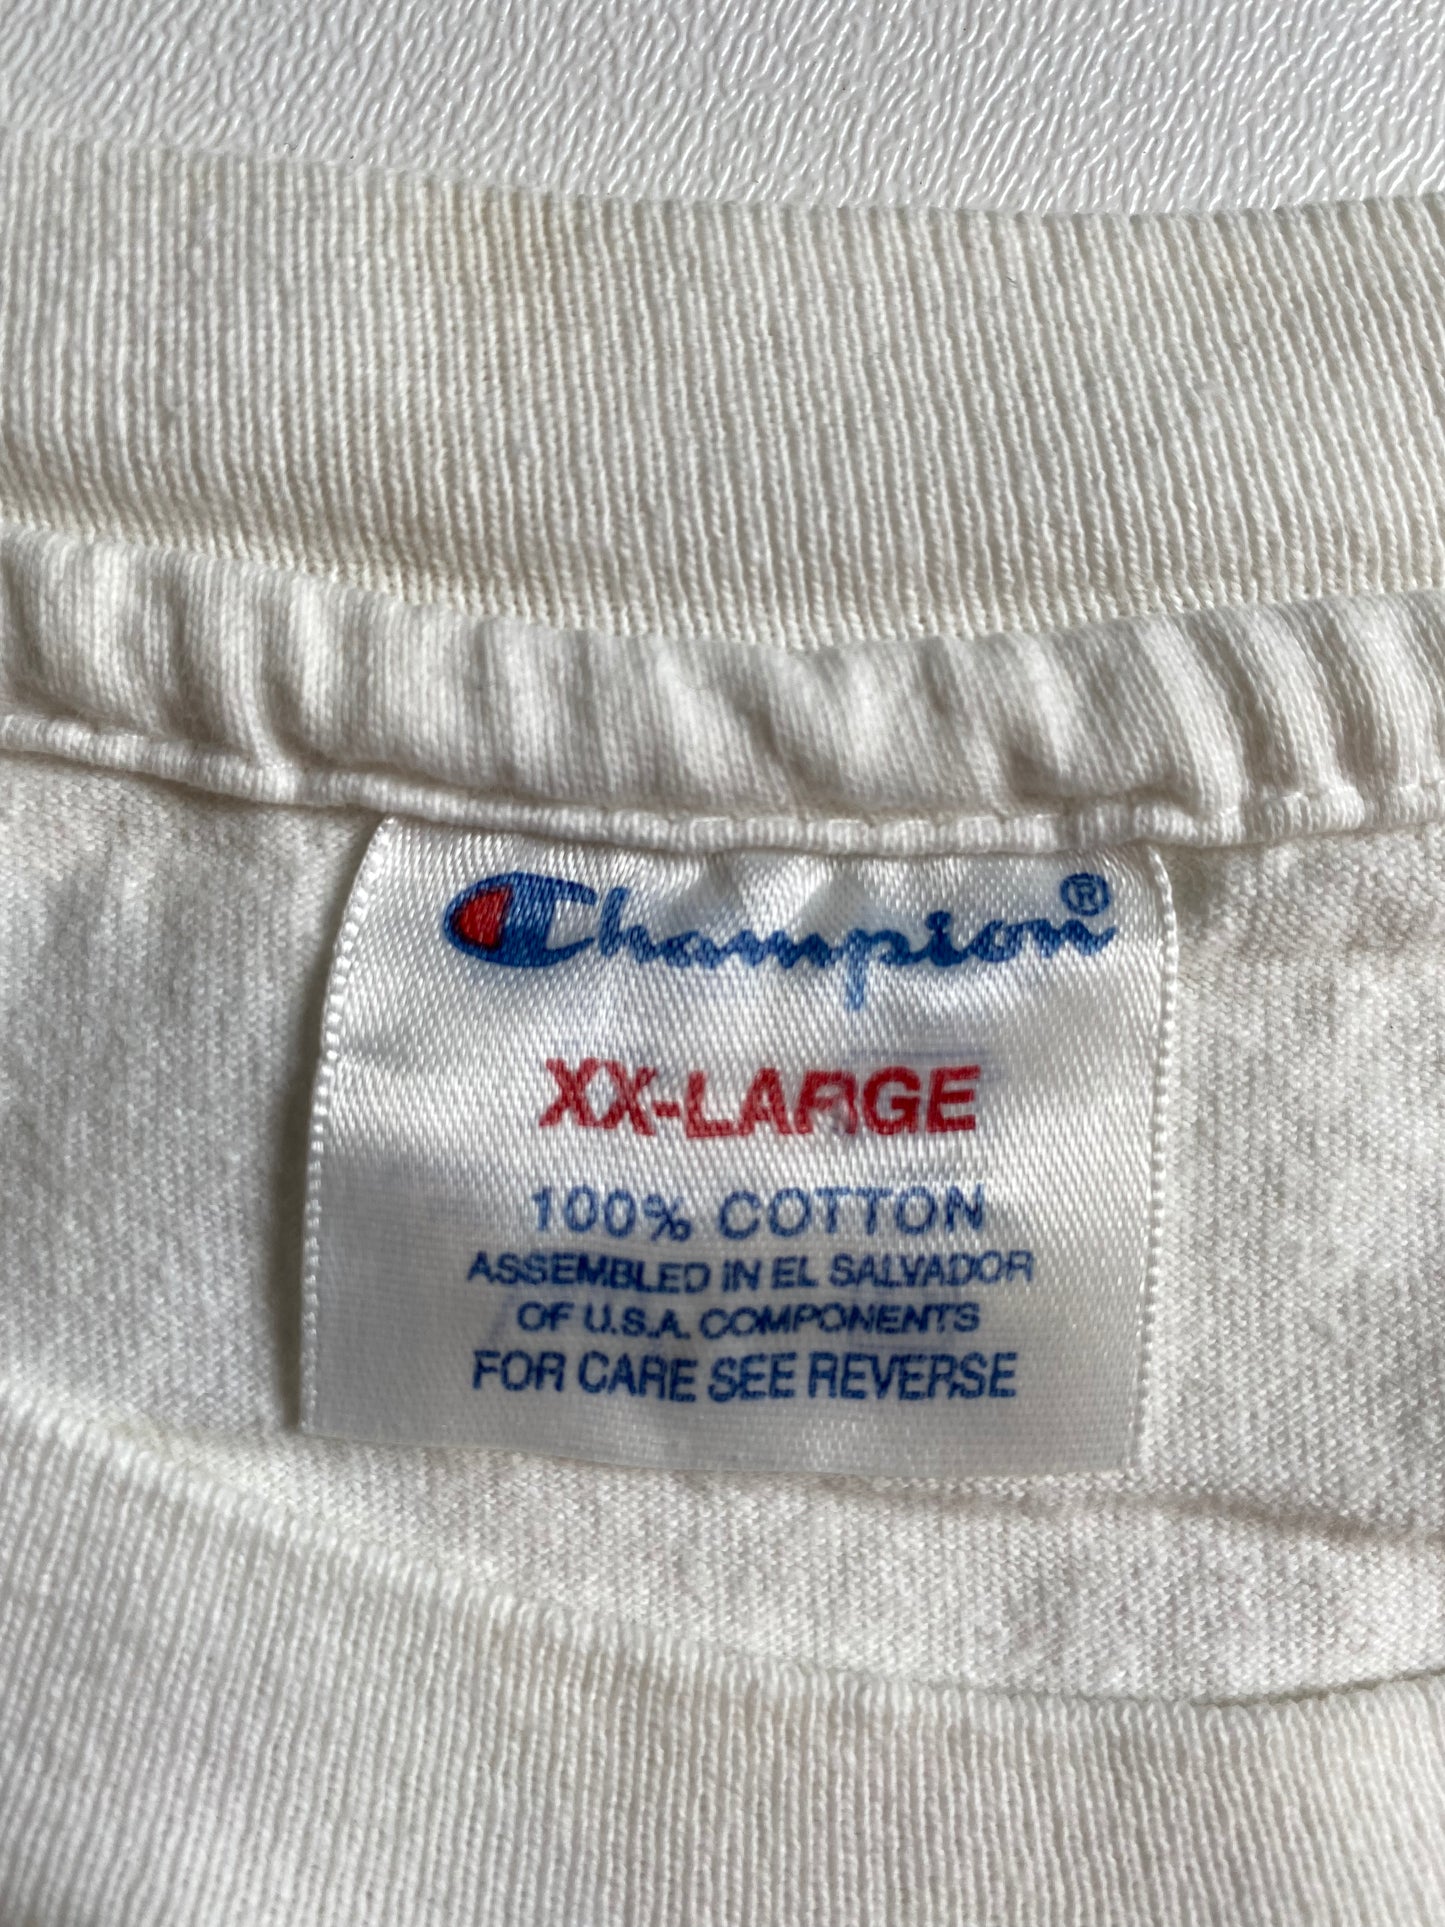 Champion®
XX-LARGE
100% COTTON
ASSEMBLED IN EL SALVADOR
OF U.S.A. COMPONENTS
FOR CARE SEE REVERSE